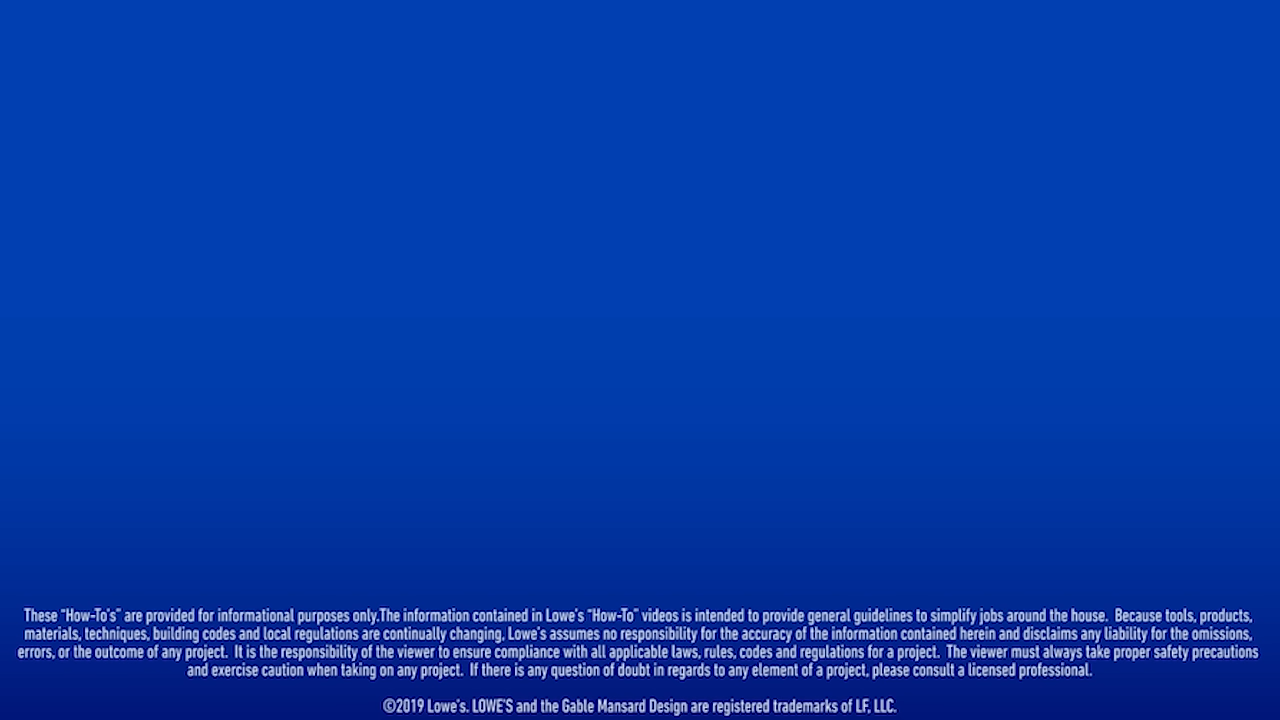 These “How-To’s” are provided for informational purposes only.The information contained in Lowe’s “How-To” videos is intended to provide general guidelines to simplify jobs around the house.  Because tools, products,
materials, techniques, building codes and local regulations are continually changing, Lowe’s assumes no responsibility for the accuracy of the information contained herein and disclaims any liability for the omissions,
errors, or the outcome of any project.  It is the responsibility of the viewer to ensure compliance with all applicable laws, rules, codes and regulations for a project.  The viewer must always take proper safety precautions
and exercise caution when taking on any project.  If there is any question of doubt in regards to any element of a project, please consult a licensed professional.
©2019 Lowe’s. LOWE’S and the Gable Mansard Design are registered trademarks of LF, LLC.